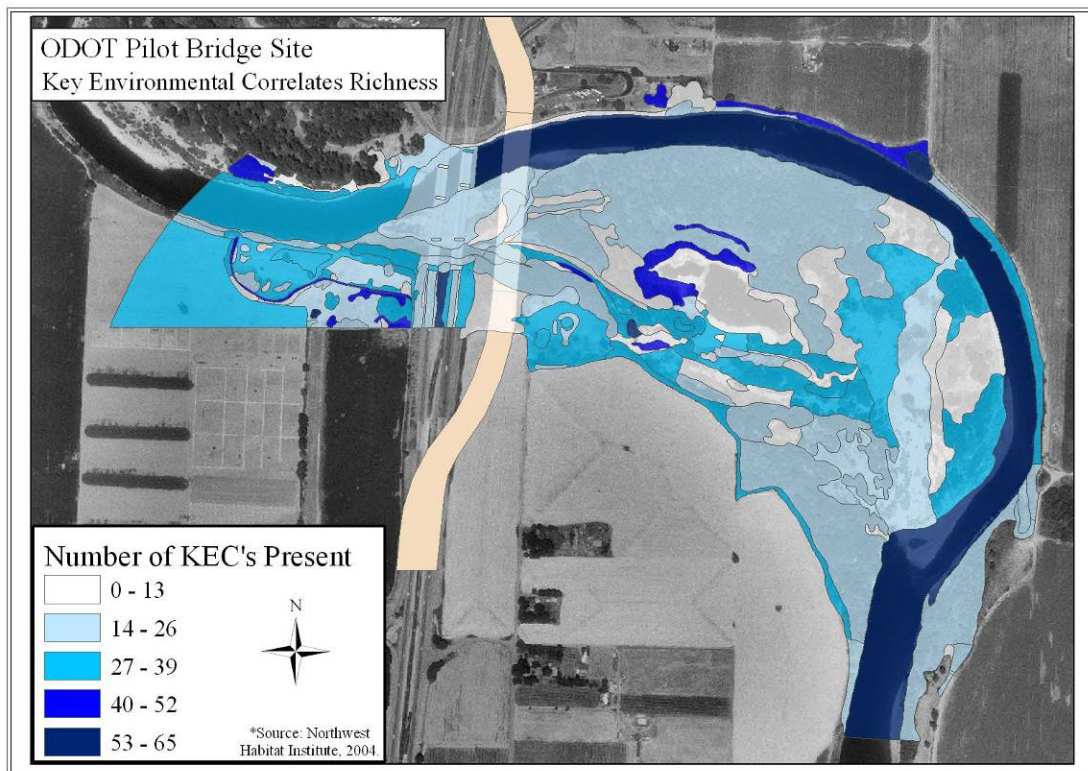 ODOT Pilot Bridge Site
Key Environmental Correlates Richness
Number of KEC's Present
0 - 13
14 - 26
27 - 39
40 - 52
53 - 65
N
*Source: Northwest
Habitat Institute, 2004.